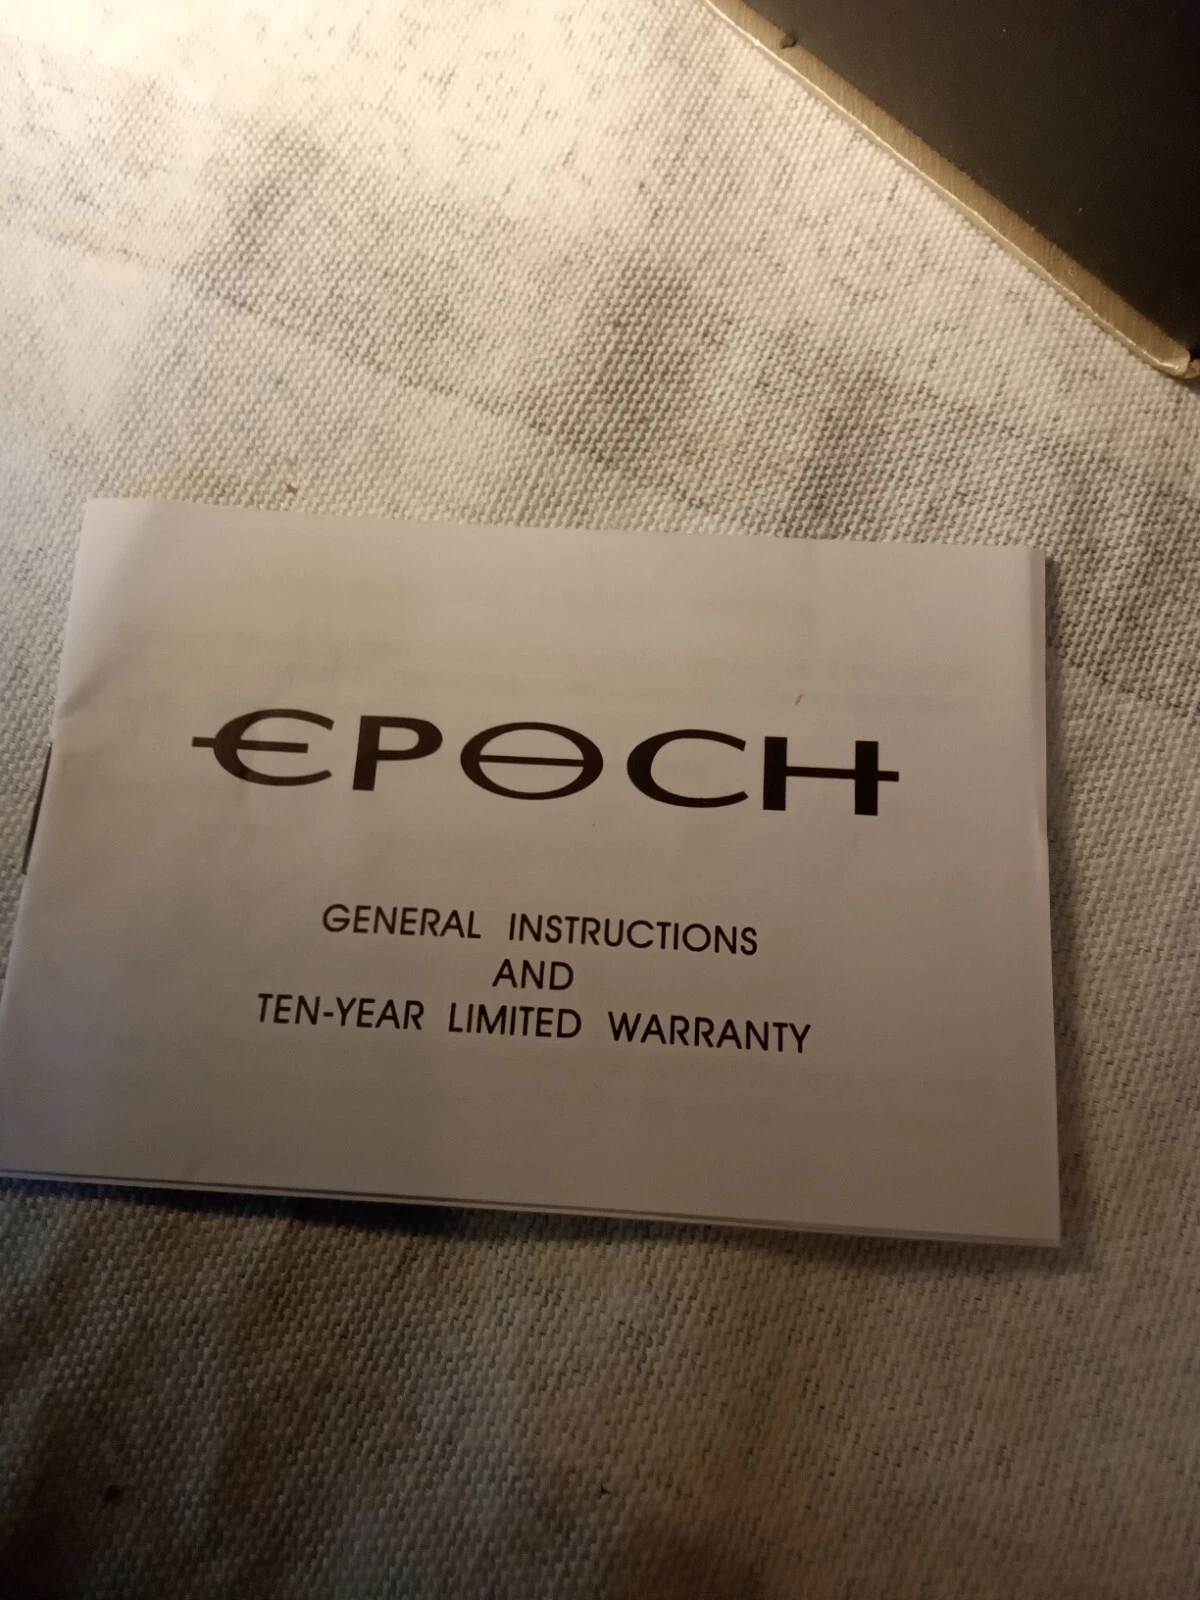 EPOCH
GENERAL INSTRUCTIONS
AND
TEN-YEAR LIMITED WARRANTY